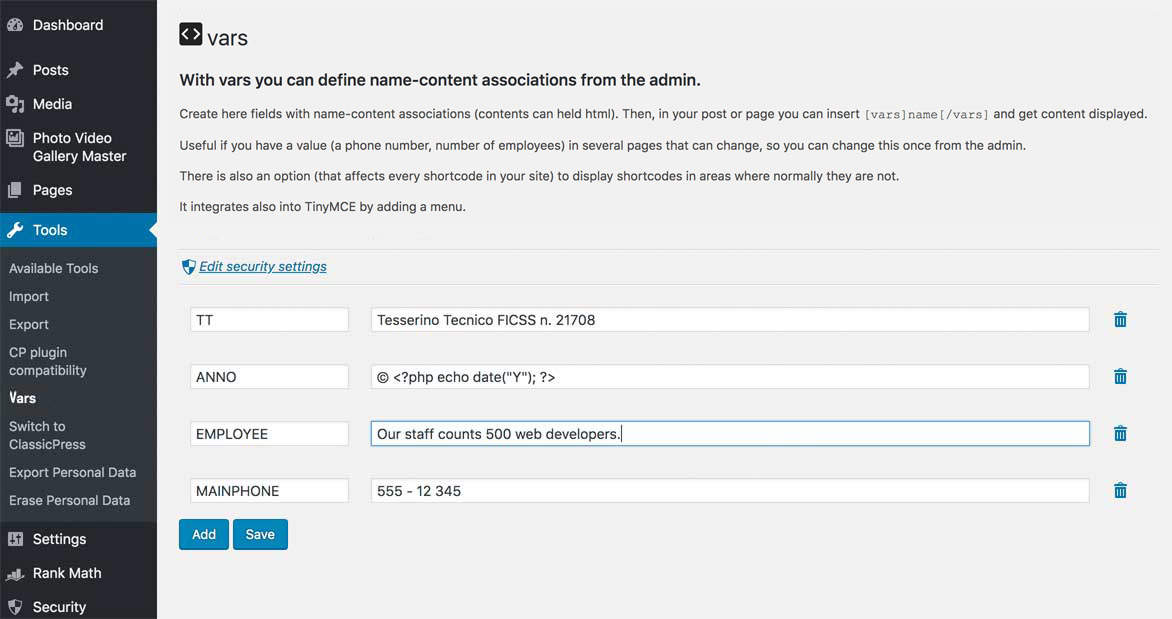 Dashboard
Posts
Media
Photo Video
Gallery Master
Pages
Tools
Available Tools
Import
Export
CP plugin
compatibility
Vars
Switch to
ClassicPress
Export Personal Data
Erase Personal Data
Settings
Rank Math
Security
<> vars
With vars you can define name-content associations from the admin.
Create here fields with name-content associations (contents can held html). Then, in your post or page you can insert [vars]name[/vars] and get content displayed.
Useful if you have a value (a phone number, number of employees) in several pages that can change, so you can change this once from the admin.
There is also an option (that affects every shortcode in your site) to display shortcodes in areas where normally they are not.
It integrates also into TinyMCE by adding a menu.
Edit security settings
TT Tesserino Tecnico FICSS n. 21708
ANNO © <?php echo date("Y"); ?>
EMPLOYEE Our staff counts 500 web developers.
MAINPHONE 555 - 12 345
Add Save